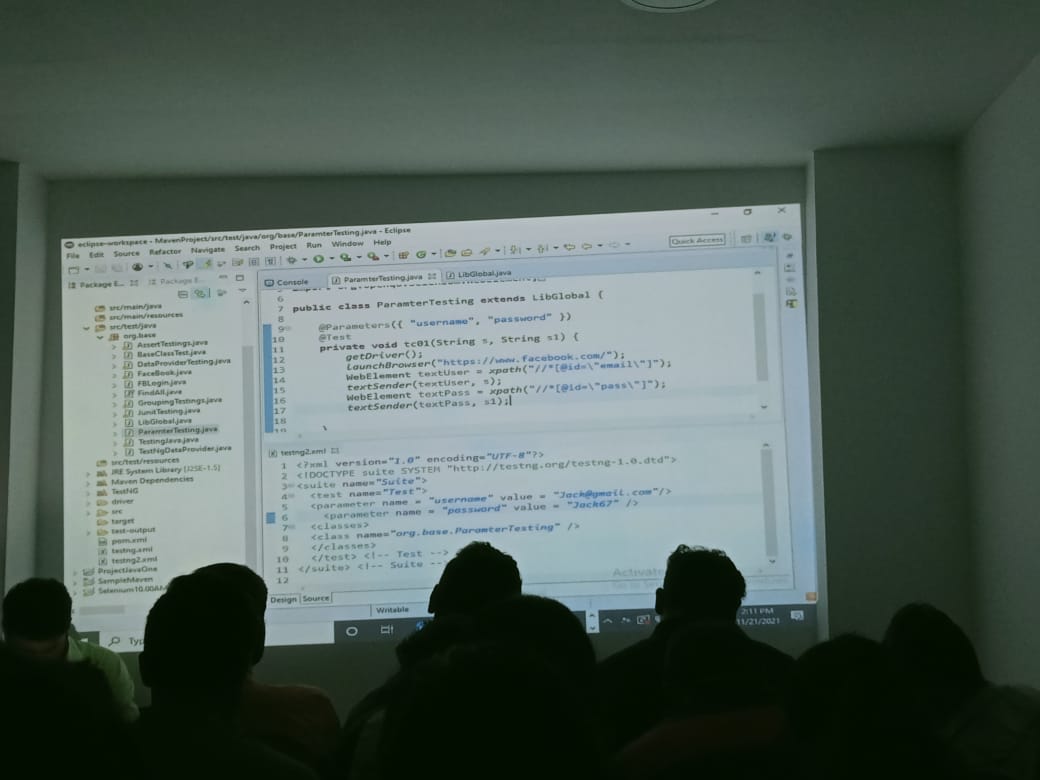 eclipse-workspace - MavenProject/src/test/java/org/base/ParamterTesting.java - Eclipse
File Edit Source Refactor Navigate Search Project Run Window Help
Quick Access
Package E...
Package E...
src/main/java
src/main/resources
src/test/java
org.base
AssertTestings.java
BaseClassTest.java
DataProviderTesting.java
FaceBook.java
FBLogin.java
FindAll.java
GroupingTestings.java
JunitTesting.java
LibGlobal.java
ParamterTesting.java
TestingJava.java
TestNgDataProvider.java
src/test/resources
JRE System Library [J2SE-1.5]
Maven Dependencies
TestNG
driver
src
target
test-output
pom.xml
testng.xml
testng2.xml
ProjectJavaOne
SampleMaven
Selenium10.00AM
Console ParamterTesting.java LibGlobal.java
6
7 public class ParamterTesting extends LibGlobal {
8
9 @Parameters({ "username", "password" })
10 @Test
11 private void tc01(String s, String s1) {
12 getDriver();
13 launchBrowser("https://www.facebook.com/");
14 WebElement textUser = xpath("//*[@id=\"email\"]");
15 textSender(textUser, s);
16 WebElement textPass = xpath("//*[@id=\"pass\"]");
17 textSender(textPass, s1);
18
19 }
testng2.xml
1 <?xml version="1.0" encoding="UTF-8"?>
2 <!DOCTYPE suite SYSTEM "http://testng.org/testng-1.0.dtd">
3 <suite name="Suite">
4 <test name="Test">
5 <parameter name = "username" value = "Jack@gmail.com"/>
6 <parameter name = "password" value = "Jack67" />
7 <classes>
8 <class name="org.base.ParamterTesting" />
9 </classes>
10 </test> <!-- Test -->
11 </suite> <!-- Suite --
12
Design Source
Writable
Activate
2:11 PM
11/21/2021